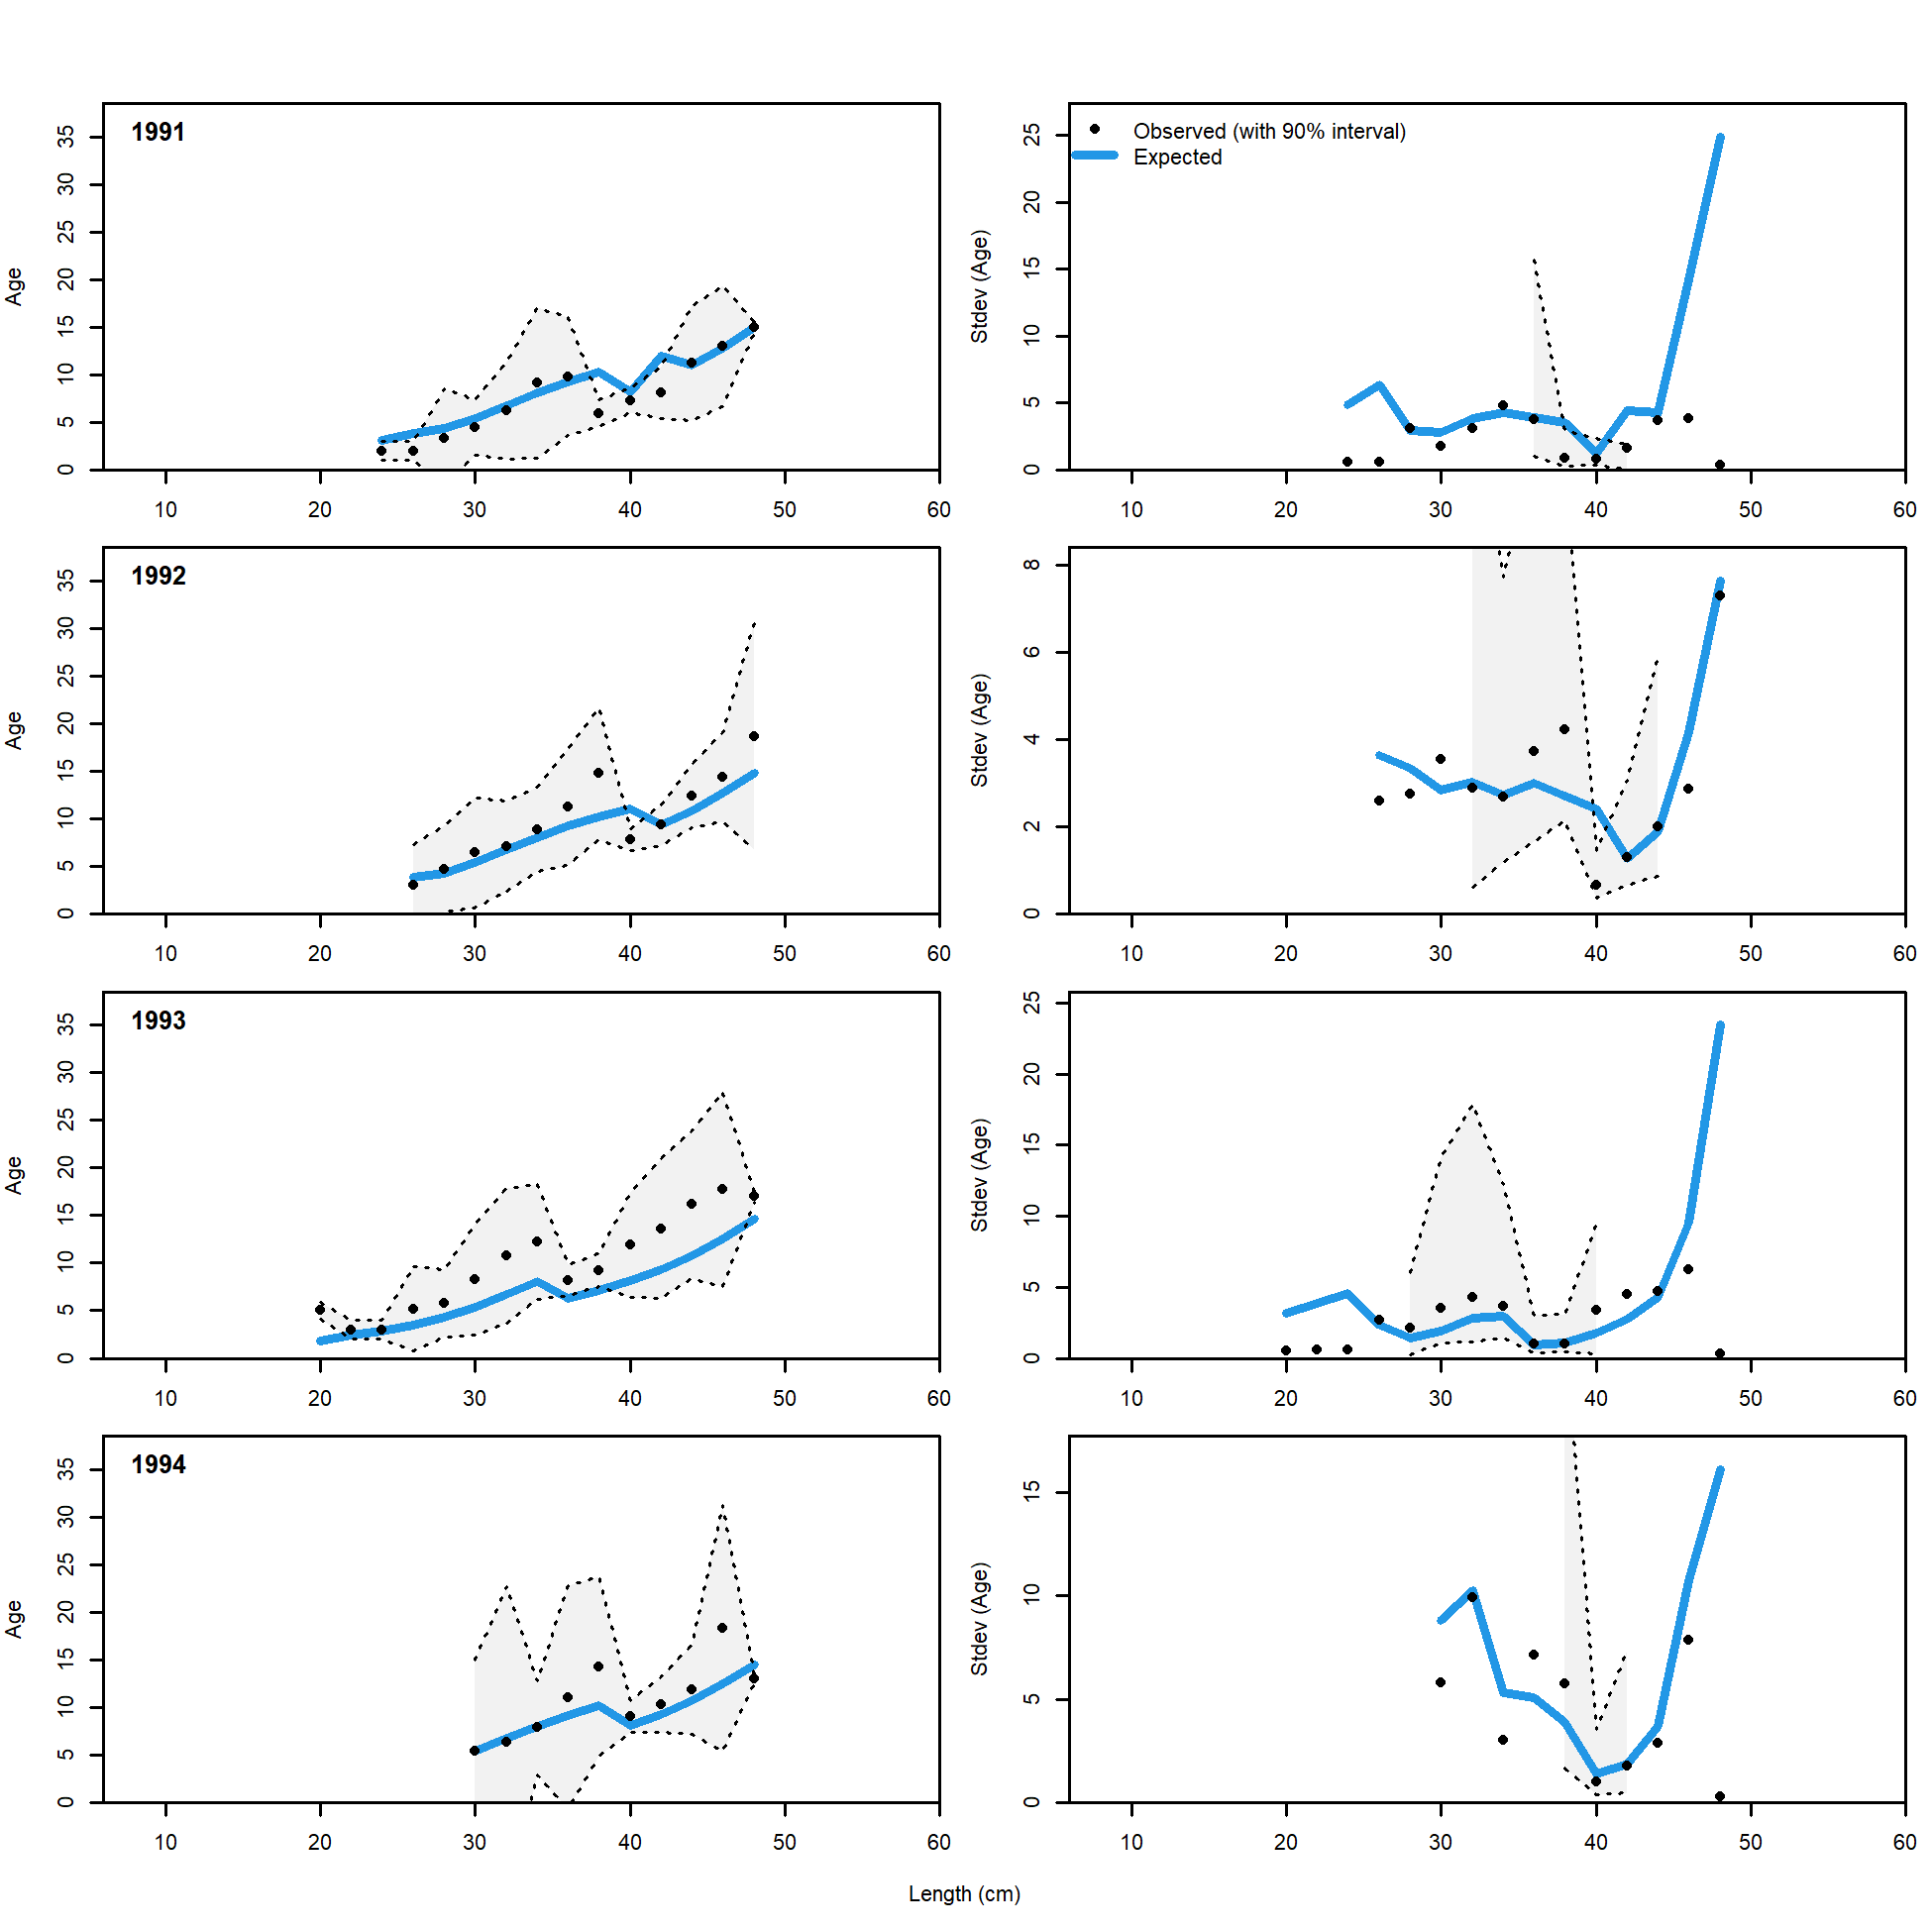 1991
Age
0 5 10 15 20 25 30 35
10 20 30 40 50 60
Observed (with 90% interval)
Expected
Stdev (Age)
0 5 10 15 20 25
10 20 30 40 50 60
1992
Age
0 5 10 15 20 25 30 35
10 20 30 40 50 60
Stdev (Age)
0 2 4 6 8
10 20 30 40 50 60
1993
Age
0 5 10 15 20 25 30 35
10 20 30 40 50 60
Stdev (Age)
0 5 10 15 20 25
10 20 30 40 50 60
1994
Age
0 5 10 15 20 25 30 35
10 20 30 40 50 60
Stdev (Age)
0 5 10 15
10 20 30 40 50 60
Length (cm)